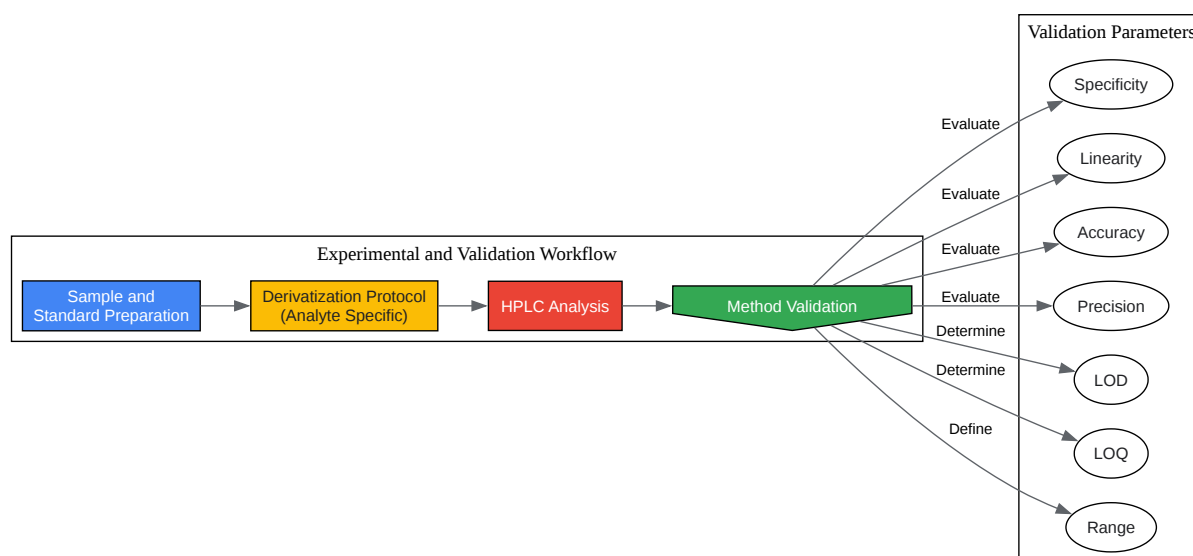 Validation Parameters
Specificity
Evaluate
Linearity
Evaluate
Accuracy
Evaluate
Experimental and Validation Workflow
Sample and
Standard Preparation
Derivatization Protocol
(Analyte Specific)
HPLC Analysis
Method Validation
Evaluate
Precision
Determine
LOD
Determine
LOQ
Define
Range